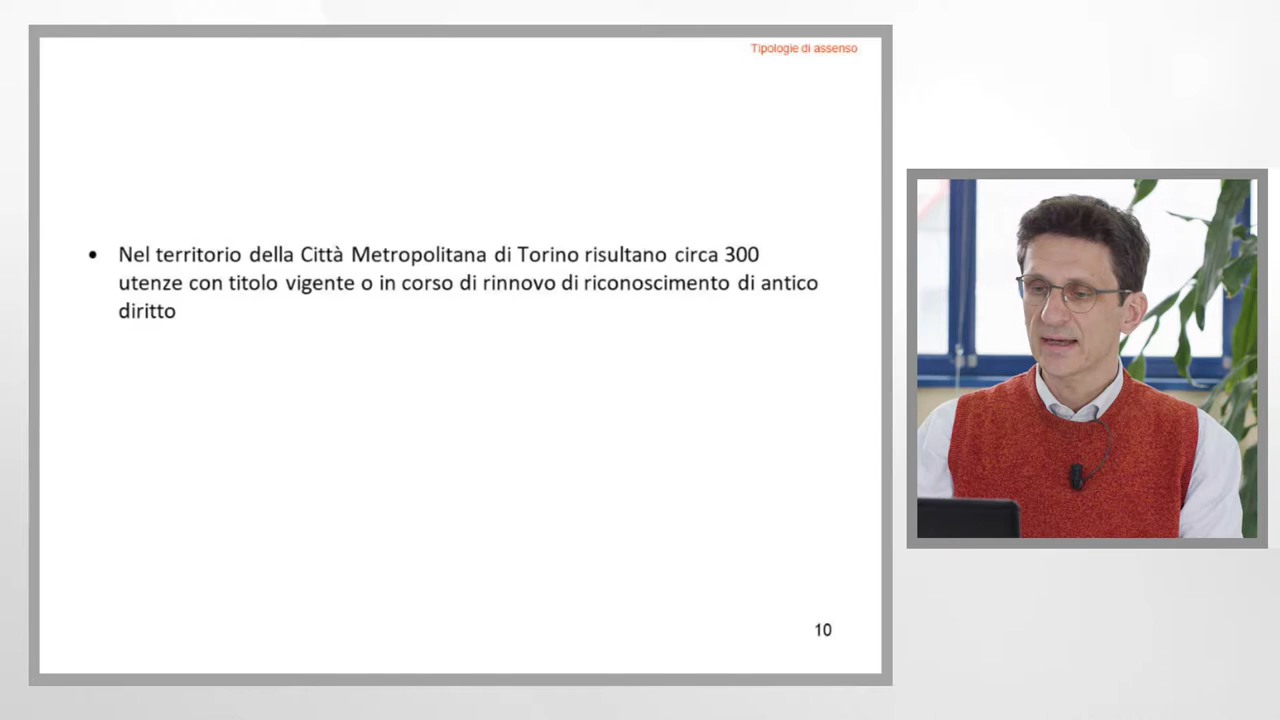 Tipologie di assenso
• Nel territorio della Città Metropolitana di Torino risultano circa 300
utenze con titolo vigente o in corso di rinnovo di riconoscimento di antico
diritto
10